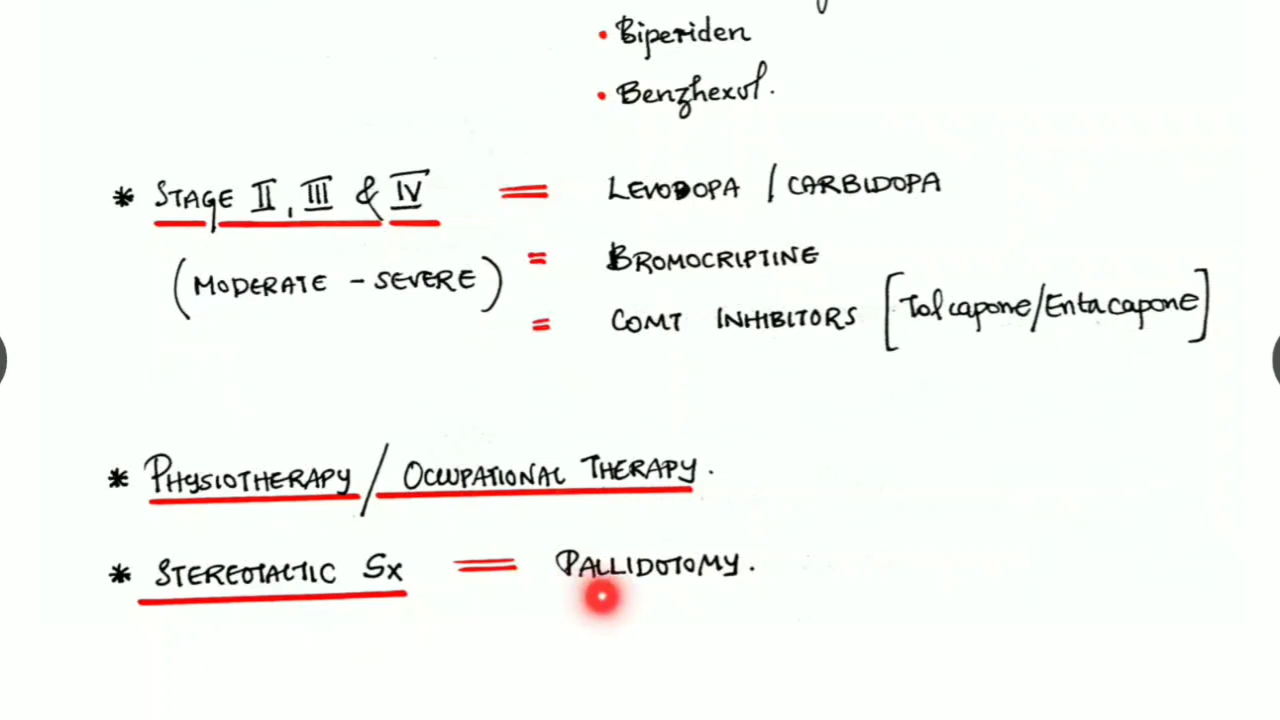 • Biperiden
• Benzhexol.
* STAGE II, III & IV = LEVODOPA / CARBIDOPA
(MODERATE - SEVERE) = BROMOCRIPTINE
= COMT INHIBITORS [Tolcapone/Entacapone]
* PHYSIOTHERAPY / OCCUPATIONAL THERAPY.
* STEREOTACTIC Sx = PALLIDOTOMY.